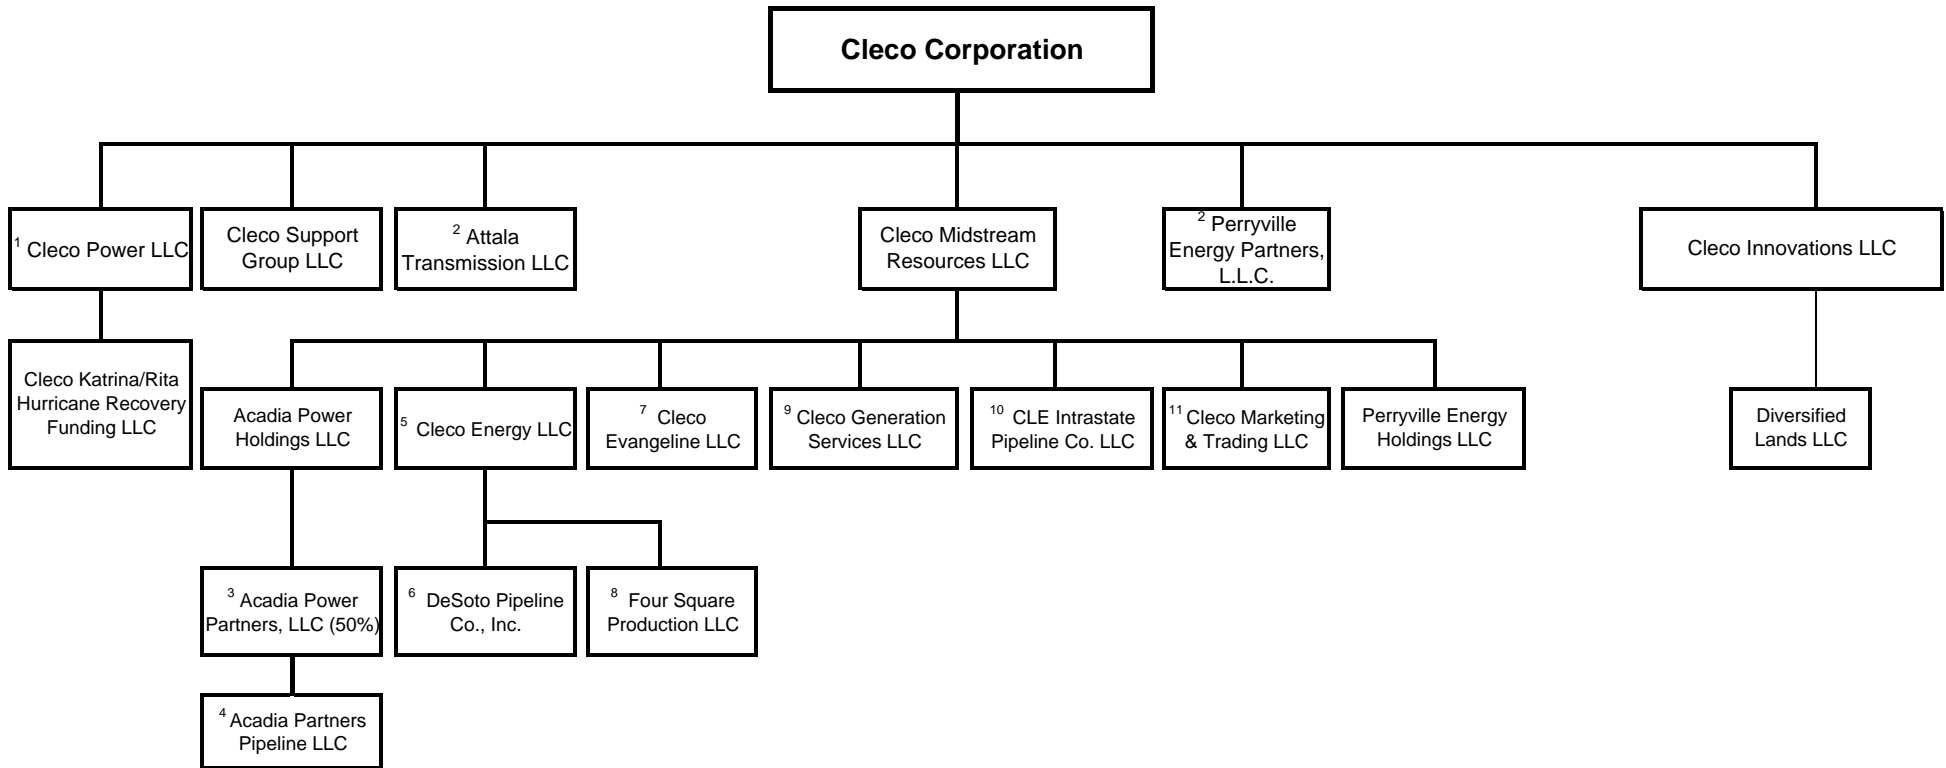 Cleco Corporation
1 Cleco Power LLC
Cleco Support
Group LLC
2 Attala
Transmission LLC
Cleco Midstream
Resources LLC
2 Perryville
Energy Partners,
L.L.C.
Cleco Innovations LLC
Cleco Katrina/Rita
Hurricane Recovery
Funding LLC
Acadia Power
Holdings LLC
5 Cleco Energy LLC
7 Cleco
Evangeline LLC
9 Cleco Generation
Services LLC
10 CLE Intrastate
Pipeline Co. LLC
11 Cleco Marketing
& Trading LLC
Perryville Energy
Holdings LLC
Diversified
Lands LLC
3 Acadia Power
Partners, LLC (50%)
6 DeSoto Pipeline
Co., Inc.
8 Four Square
Production LLC
4 Acadia Partners
Pipeline LLC